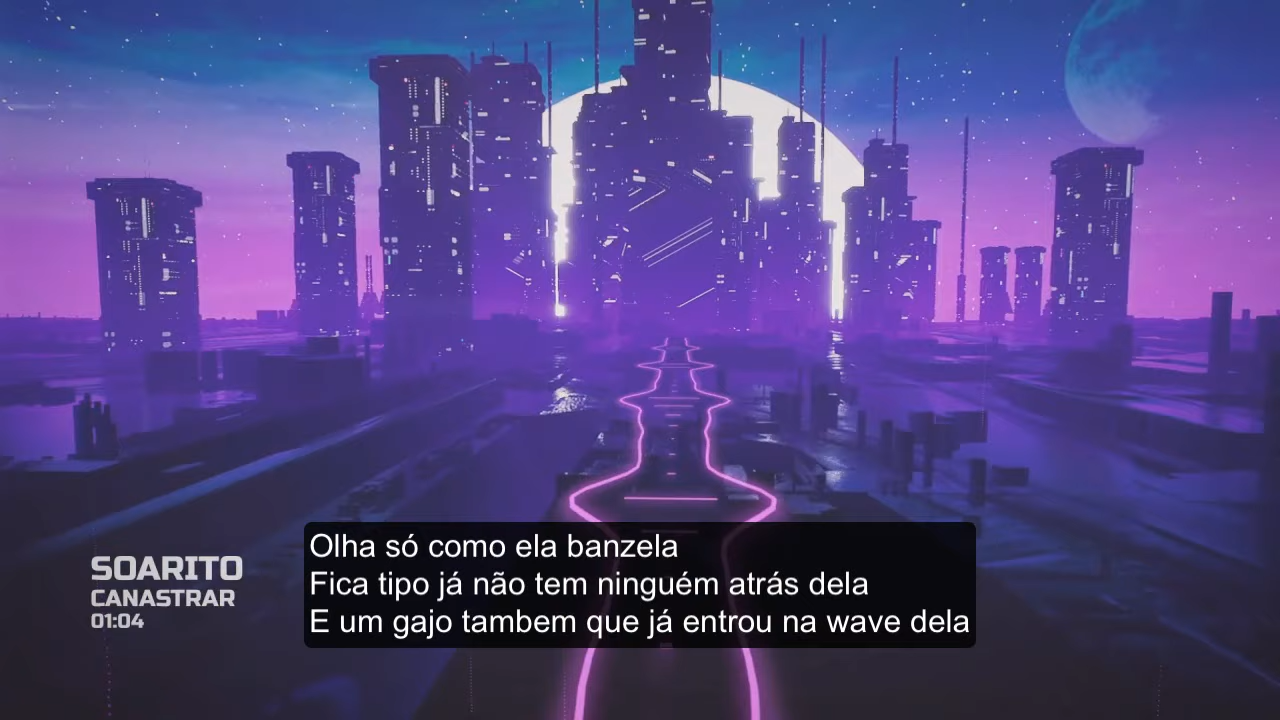 SOARITO
CANASTRAR
01:04
Olha só como ela banzela
Fica tipo já não tem ninguém atrás dela
E um gajo tambem que já entrou na wave dela